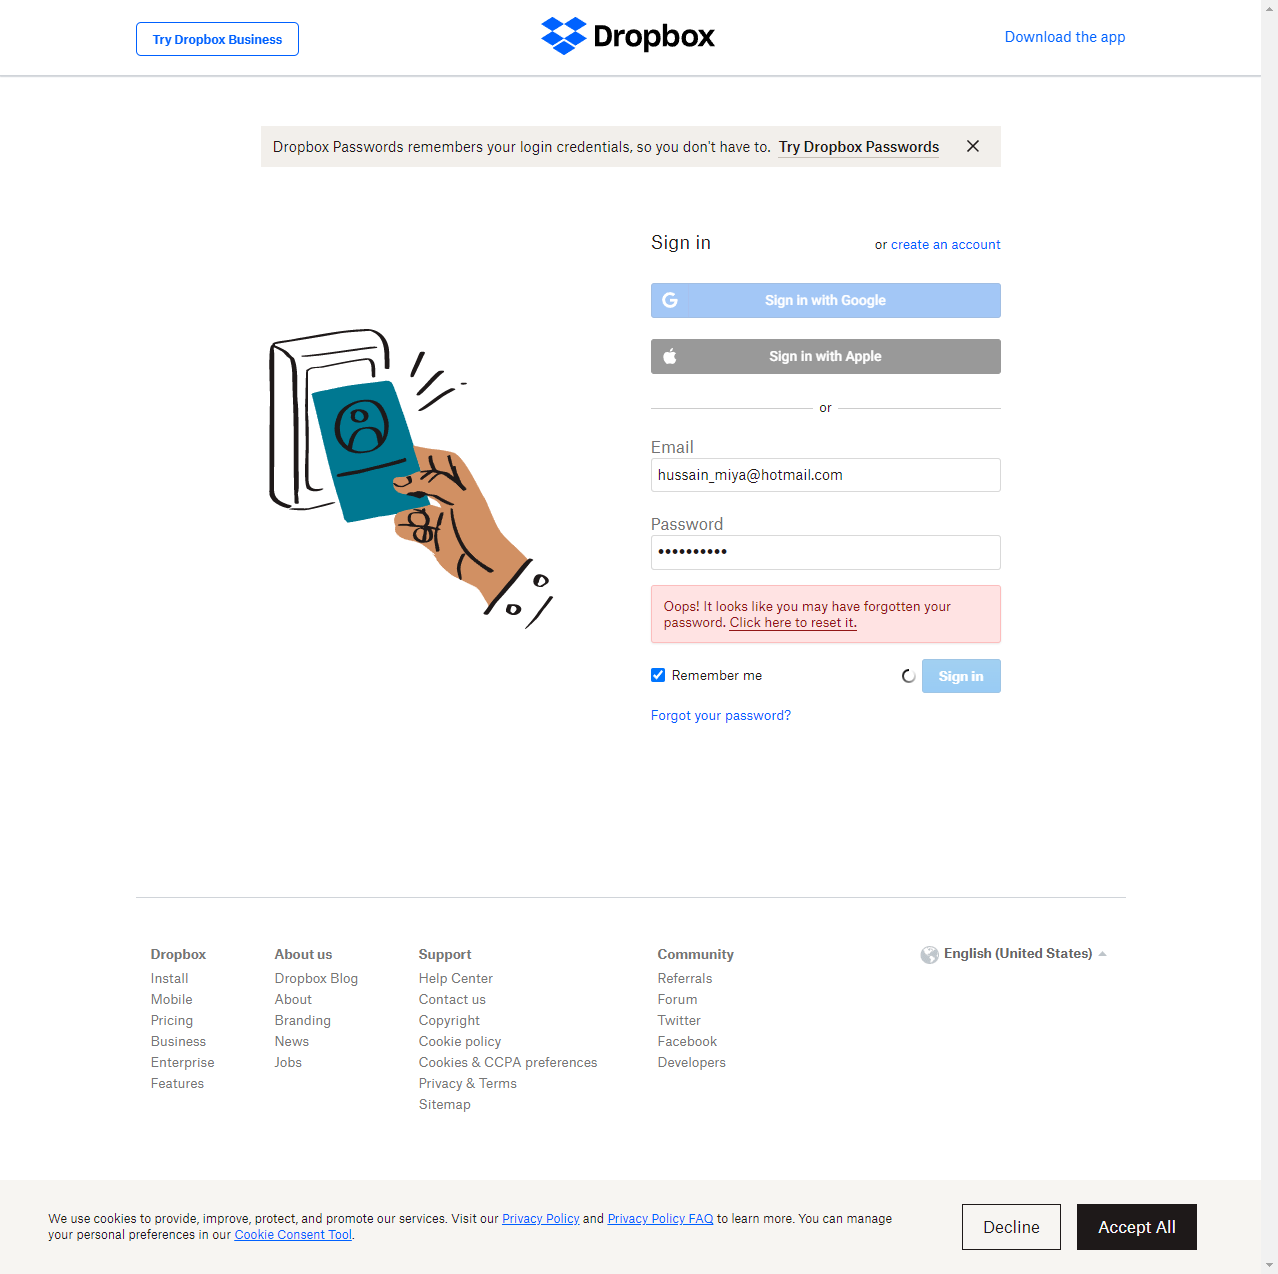 Try Dropbox Business
Dropbox
Download the app
Dropbox Passwords remembers your login credentials, so you don't have to. Try Dropbox Passwords
Sign in
or create an account
Sign in with Google
Sign in with Apple
or
Email
hussain_miya@hotmail.com
Password
••••••••••
Oops! It looks like you may have forgotten your
password. Click here to reset it.
Remember me
Sign in
Forgot your password?
Dropbox
Install
Mobile
Pricing
Business
Enterprise
Features
About us
Dropbox Blog
About
Branding
News
Jobs
Support
Help Center
Contact us
Copyright
Cookie policy
Cookies & CCPA preferences
Privacy & Terms
Sitemap
Community
Referrals
Forum
Twitter
Facebook
Developers
English (United States)
We use cookies to provide, improve, protect, and promote our services. Visit our Privacy Policy and Privacy Policy FAQ to learn more. You can manage
your personal preferences in our Cookie Consent Tool.
Decline
Accept All